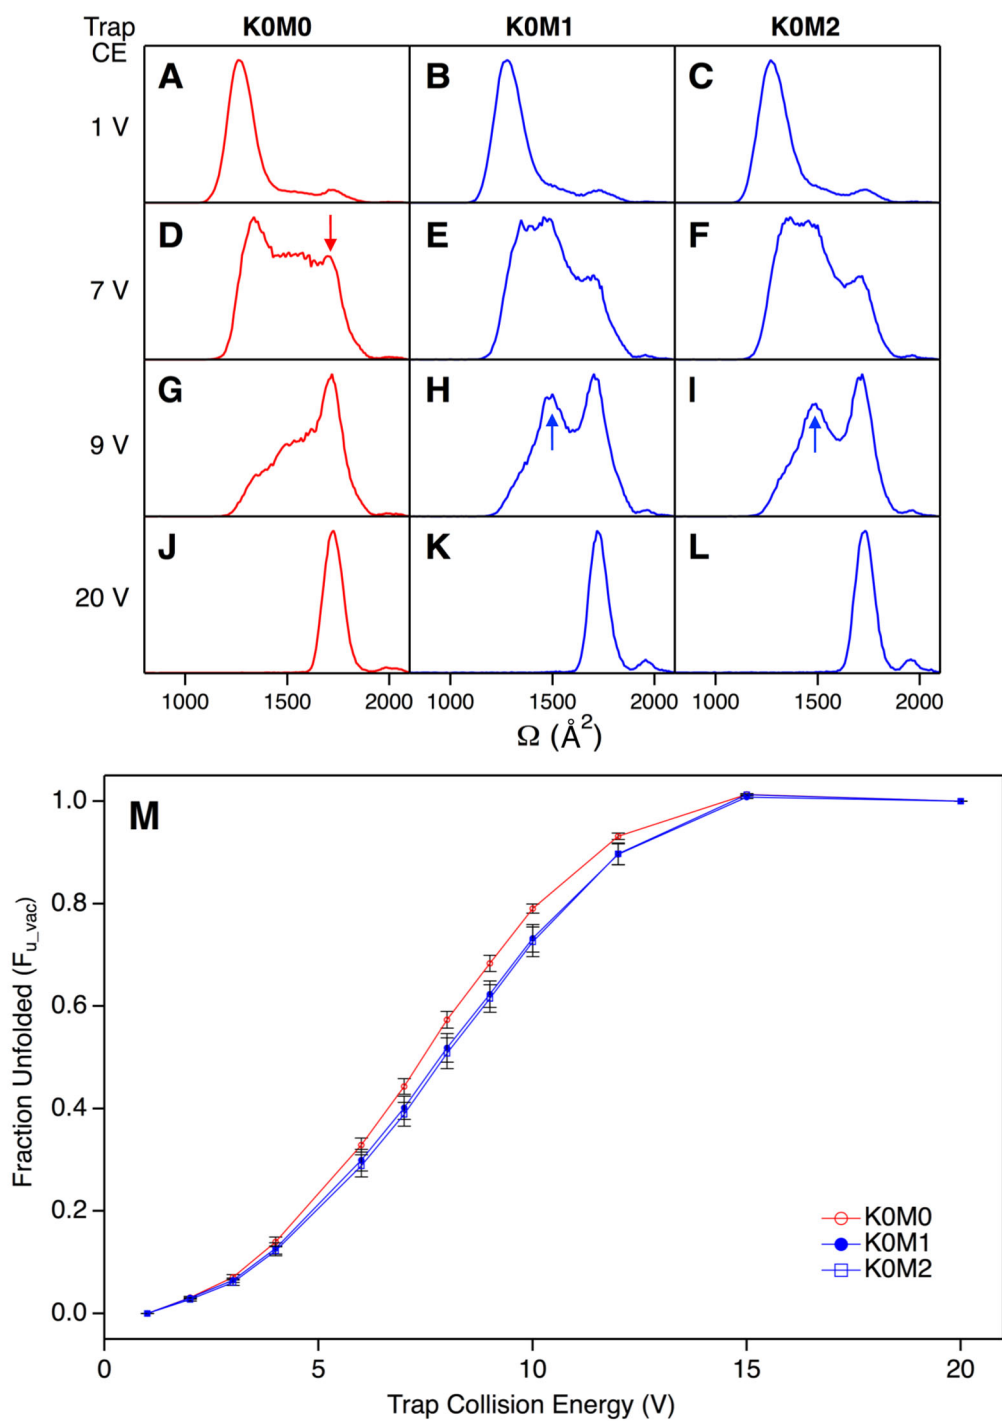 Trap CE K0M0 K0M1 K0M2
1 V A B C
7 V D E F
9 V G H I
20 V J K L
1000 1500 2000 1000 1500 2000 1000 1500 2000
Ω (Å²)
M
1.0
0.8
0.6
0.4
0.2
0.0
Fraction Unfolded (Fu_vac)
K0M0
K0M1
K0M2
0 5 10 15 20
Trap Collision Energy (V)